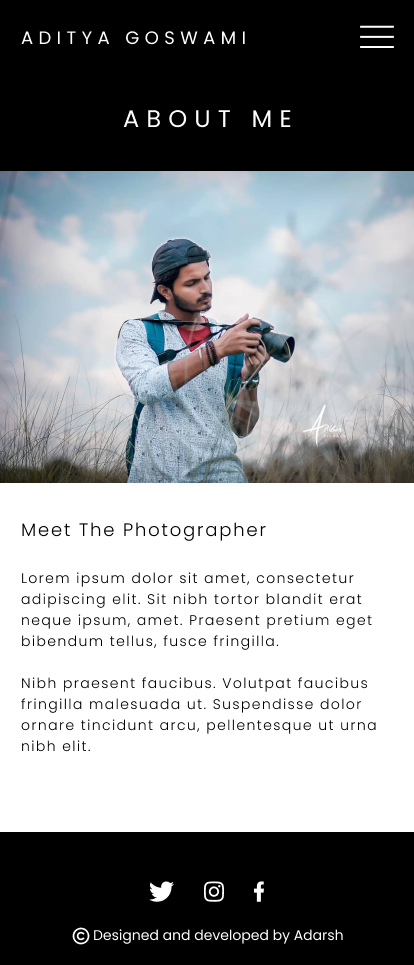 ADITYA GOSWAMI
ABOUT ME
Meet The Photographer
Lorem ipsum dolor sit amet, consectetur
adipiscing elit. Sit nibh tortor blandit erat
neque ipsum, amet. Praesent pretium eget
bibendum tellus, fusce fringilla.
Nibh praesent faucibus. Volutpat faucibus
fringilla malesuada ut. Suspendisse dolor
ornare tincidunt arcu, pellentesque ut urna
nibh elit.
© Designed and developed by Adarsh